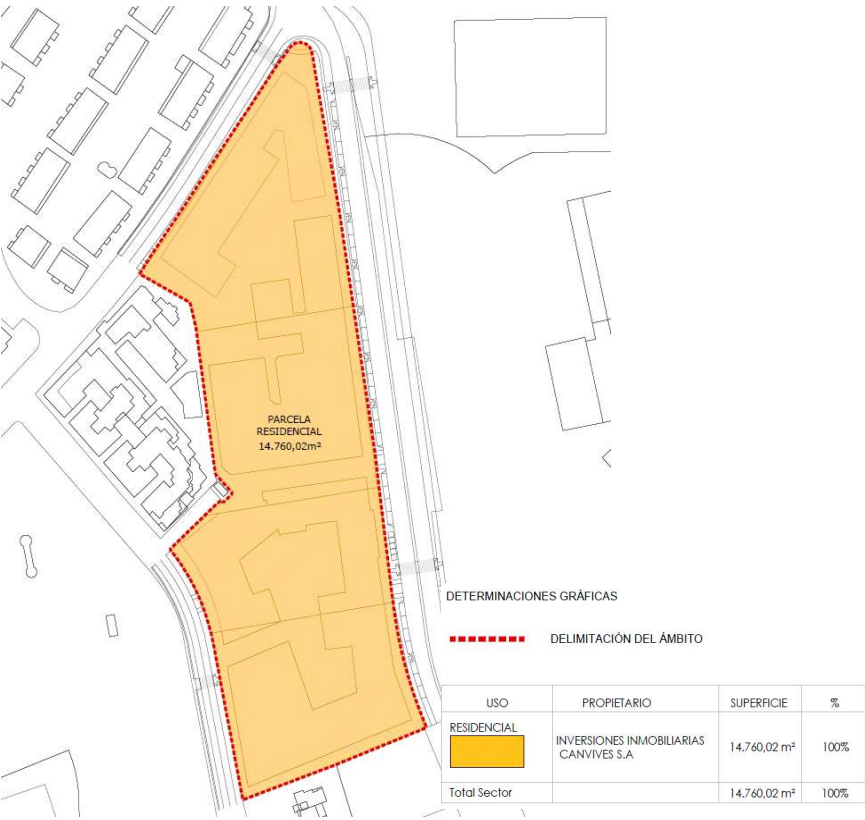 PARCELA
RESIDENCIAL
14.760,02m²
DETERMINACIONES GRÁFICAS
DELIMITACIÓN DEL ÁMBITO
USO PROPIETARIO SUPERFICIE %
RESIDENCIAL
INVERSIONES INMOBILIARIAS
CANVIVES S.A
14.760,02 m² 100%
Total Sector 14.760,02 m² 100%